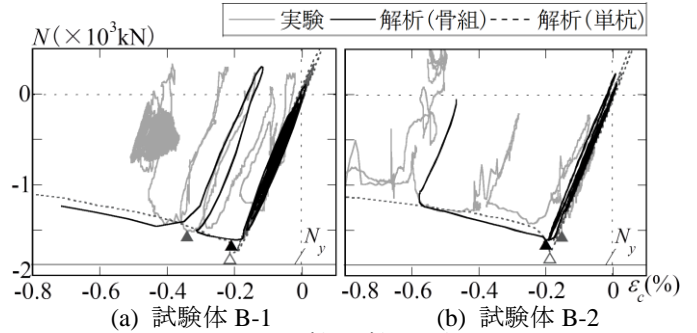 実験 解析(骨組) 解析(単杭)
N(×10³kN)
0
-1
-2
N_y N_y
-0.8 -0.6 -0.4 -0.2 0 -0.8 -0.6 -0.4 -0.2 0 ε_c(%)
(a) 試験体 B-1 (b) 試験体 B-2